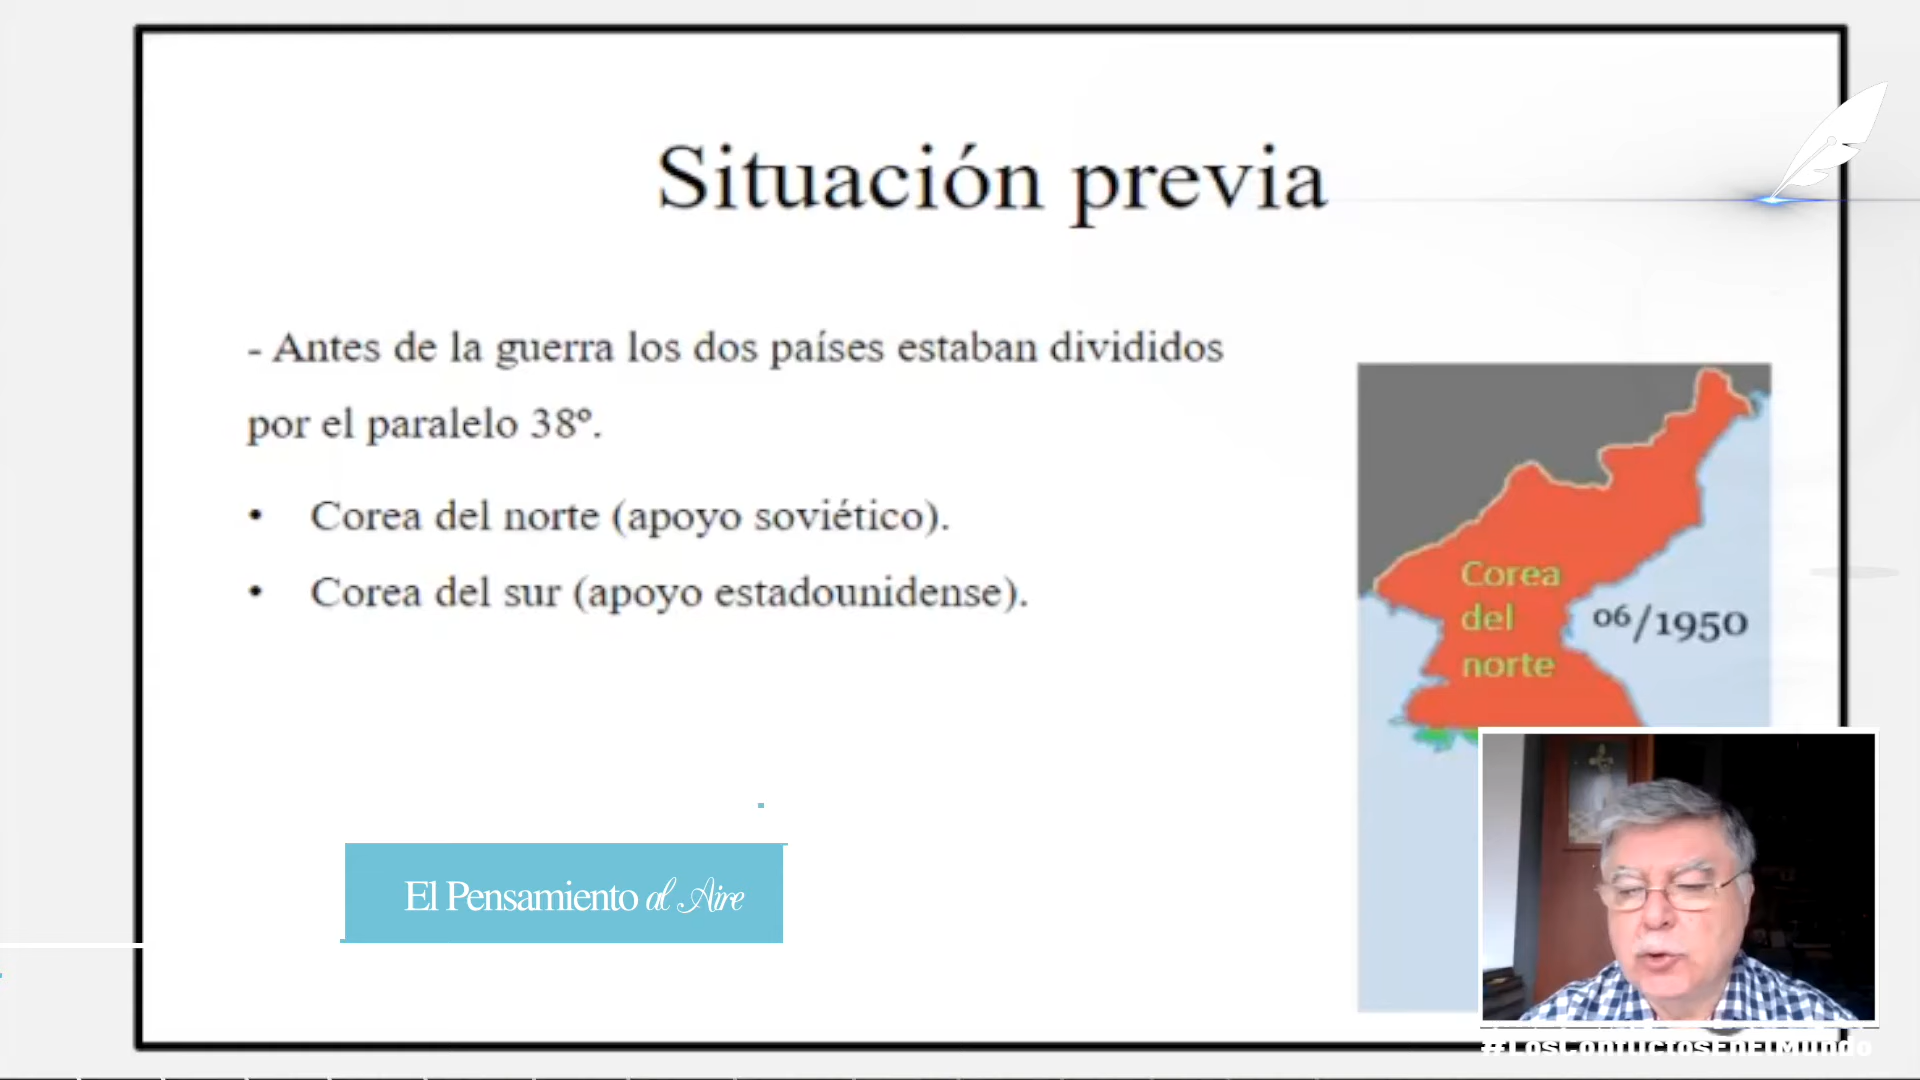 Situación previa
- Antes de la guerra los dos países estaban divididos
por el paralelo 38º.
• Corea del norte (apoyo soviético).
• Corea del sur (apoyo estadounidense).
Corea
del
norte
06/1950
El Pensamiento al Aire
#LosConflictosEnElMundo